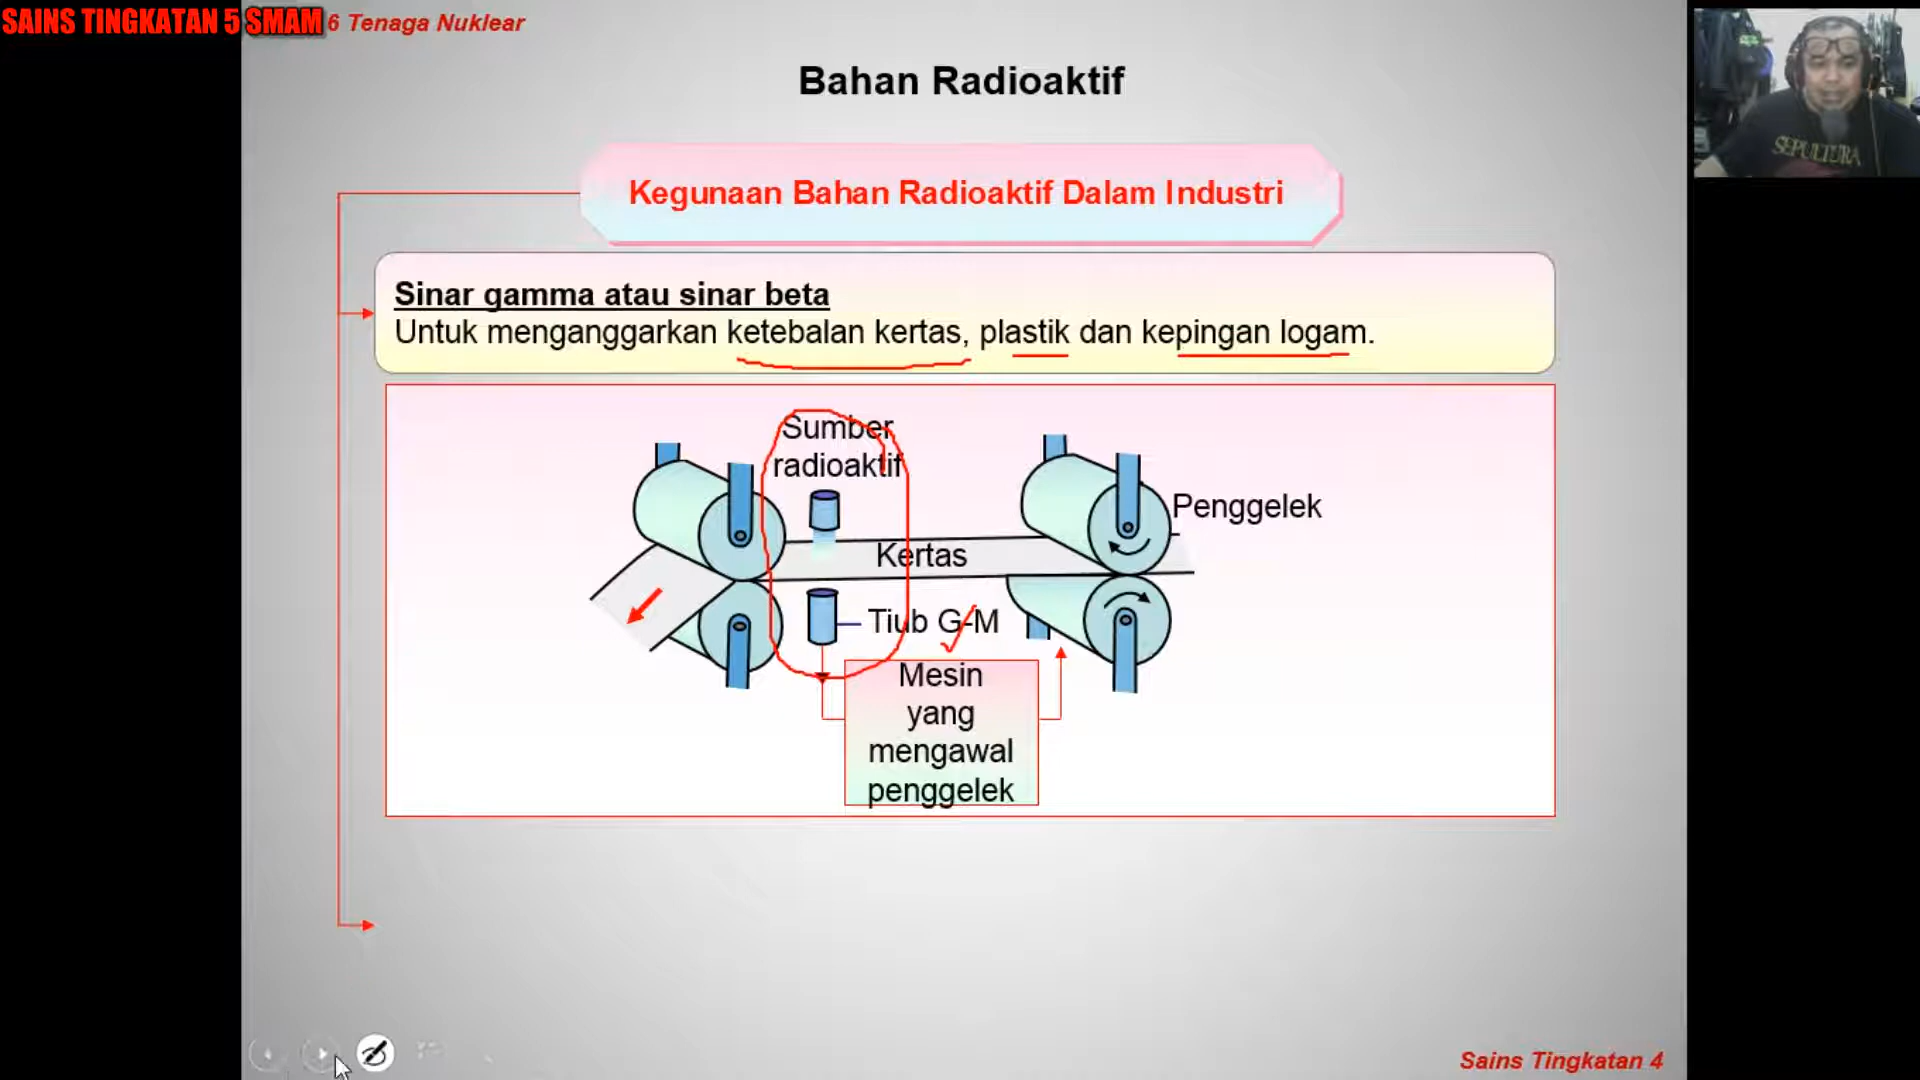 SAINS TINGKATAN 5 SMAM
6 Tenaga Nuklear
SEPULTURA
Bahan Radioaktif
Kegunaan Bahan Radioaktif Dalam Industri
Sinar gamma atau sinar beta
Untuk menganggarkan ketebalan kertas, plastik dan kepingan logam.
Sumber
radioaktif
Penggelek
Kertas
Tiub G-M
Mesin
yang
mengawal
penggelek
Sains Tingkatan 4